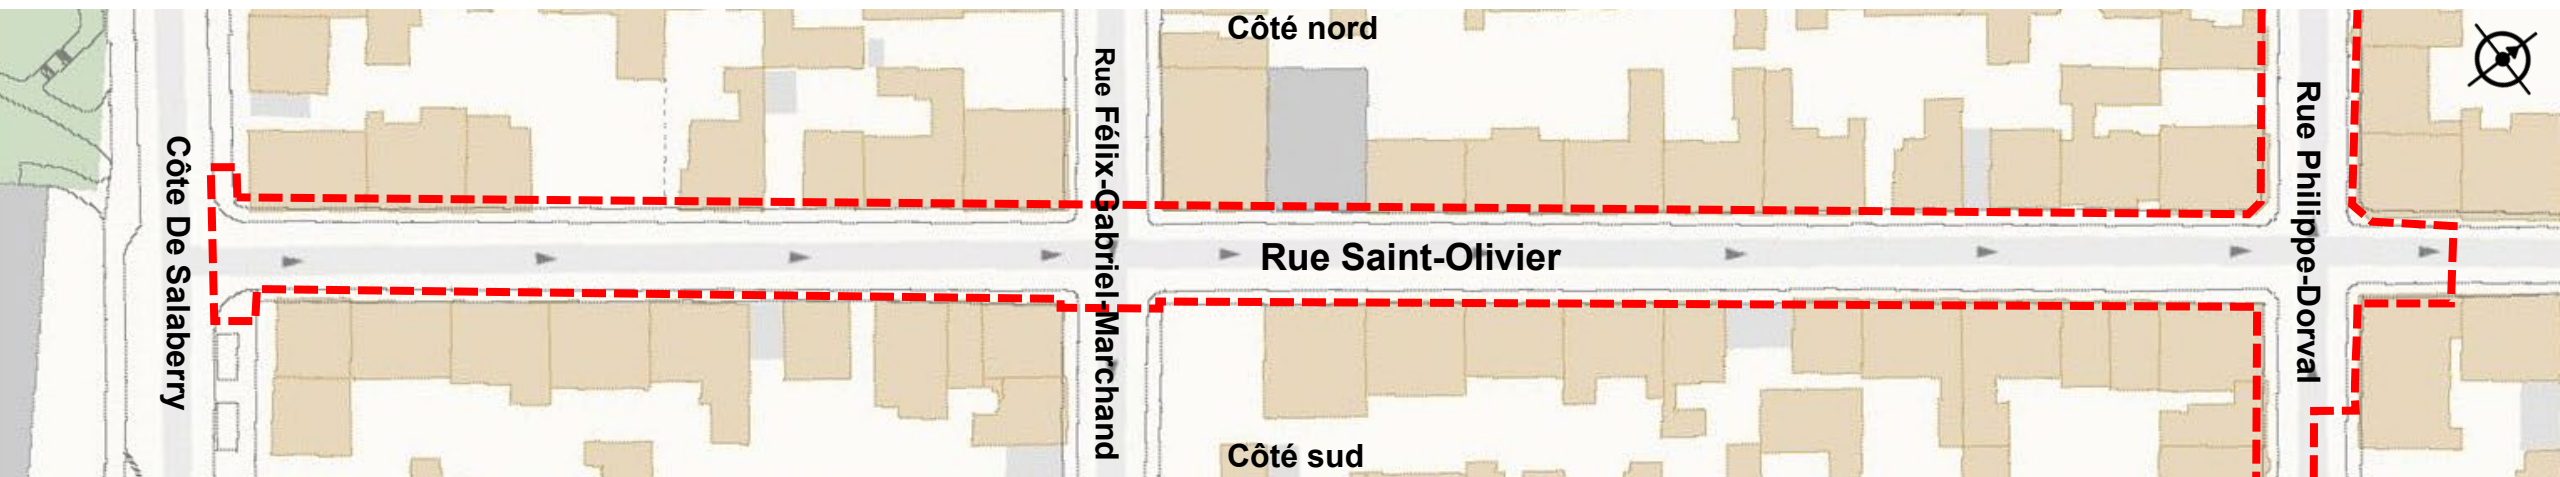 Côté nord
Côte De Salaberry
Rue Félix-Gabriel-Marchand
Rue Saint-Olivier
Rue Philippe-Dorval
Côté sud